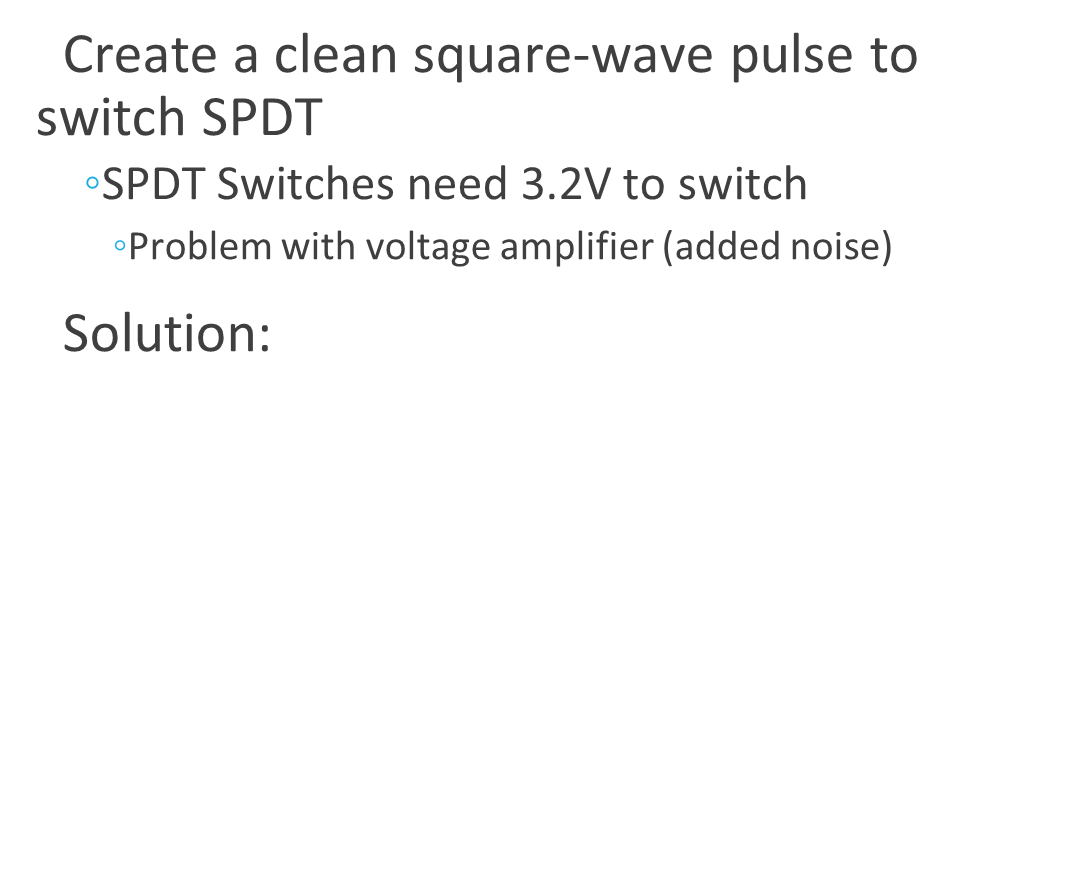 Create a clean square-wave pulse to
switch SPDT
◦SPDT Switches need 3.2V to switch
◦Problem with voltage amplifier (added noise)
Solution: